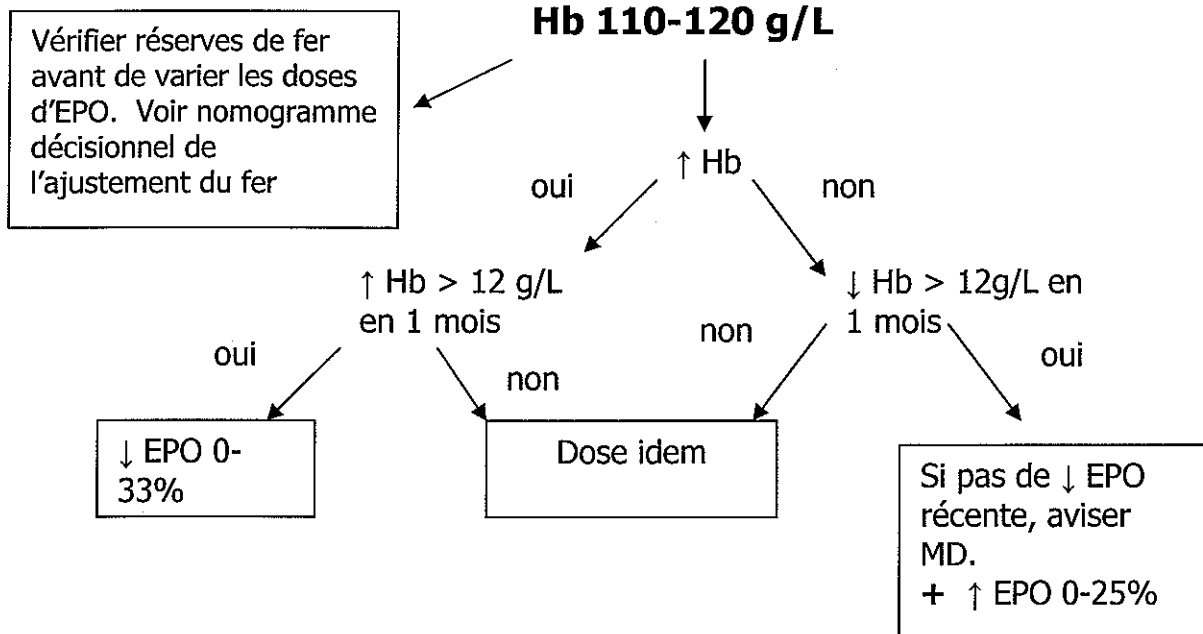 Hb 110-120 g/L
Vérifier réserves de fer
avant de varier les doses
d'EPO. Voir nomogramme
décisionnel de
l'ajustement du fer
↑ Hb
oui
non
↑ Hb > 12 g/L
en 1 mois
↓ Hb > 12g/L en
1 mois
oui
non
non
oui
↓ EPO 0-
33%
Dose idem
Si pas de ↓ EPO
récente, aviser
MD.
+ ↑ EPO 0-25%